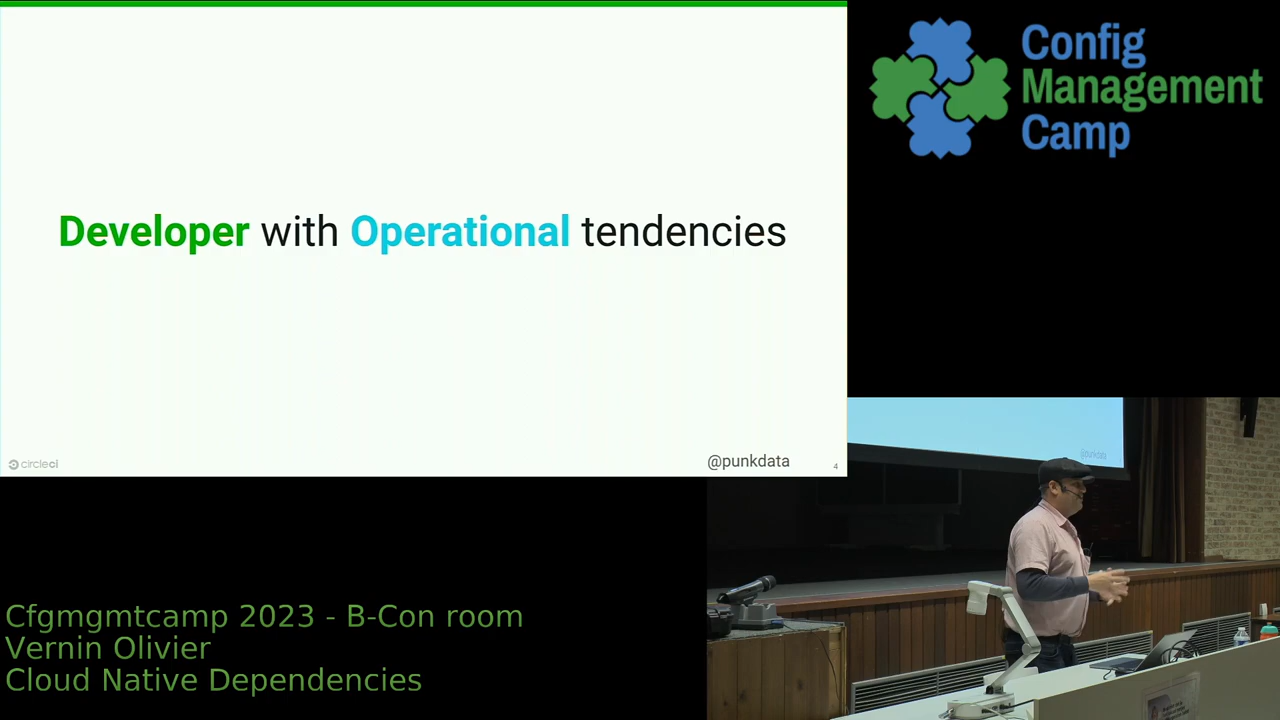 Developer with Operational tendencies
circleci
@punkdata
4
Config
Management
Camp
@punkdata
Cfgmgmtcamp 2023 - B-Con room
Vernin Olivier
Cloud Native Dependencies